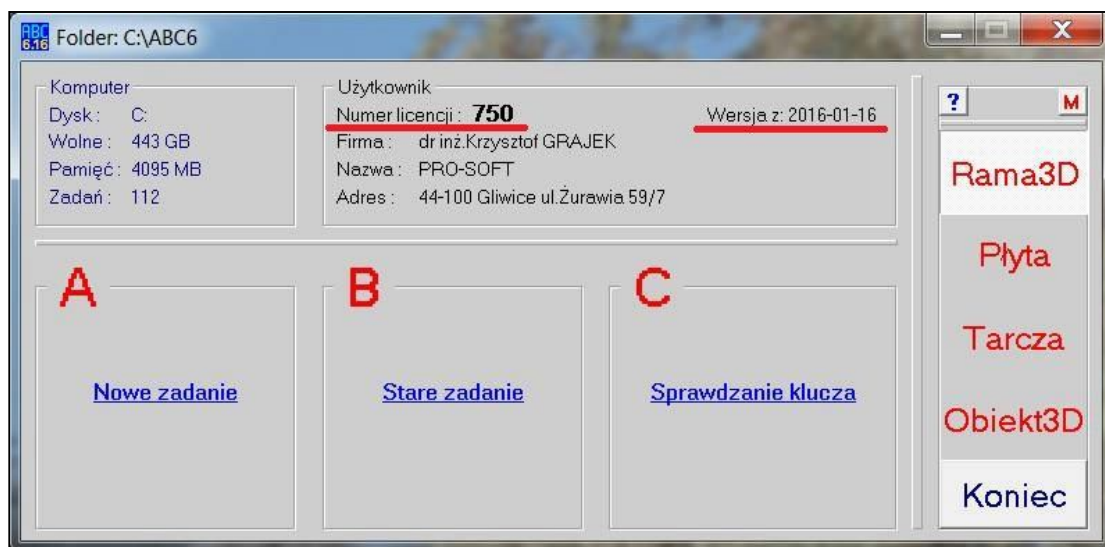 ABC
6.16
Folder: C:\ABC6
X
Komputer
Dysk : C:
Wolne : 443 GB
Pamięć : 4095 MB
Zadań : 112
Użytkownik
Numer licencji : 750 Wersja z: 2016-01-16
Firma : dr inż.Krzysztof GRAJEK
Nazwa : PRO-SOFT
Adres : 44-100 Gliwice ul.Żurawia 59/7
? M
Rama3D
Płyta
Tarcza
Obiekt3D
Koniec
A
Nowe zadanie
B
Stare zadanie
C
Sprawdzanie klucza